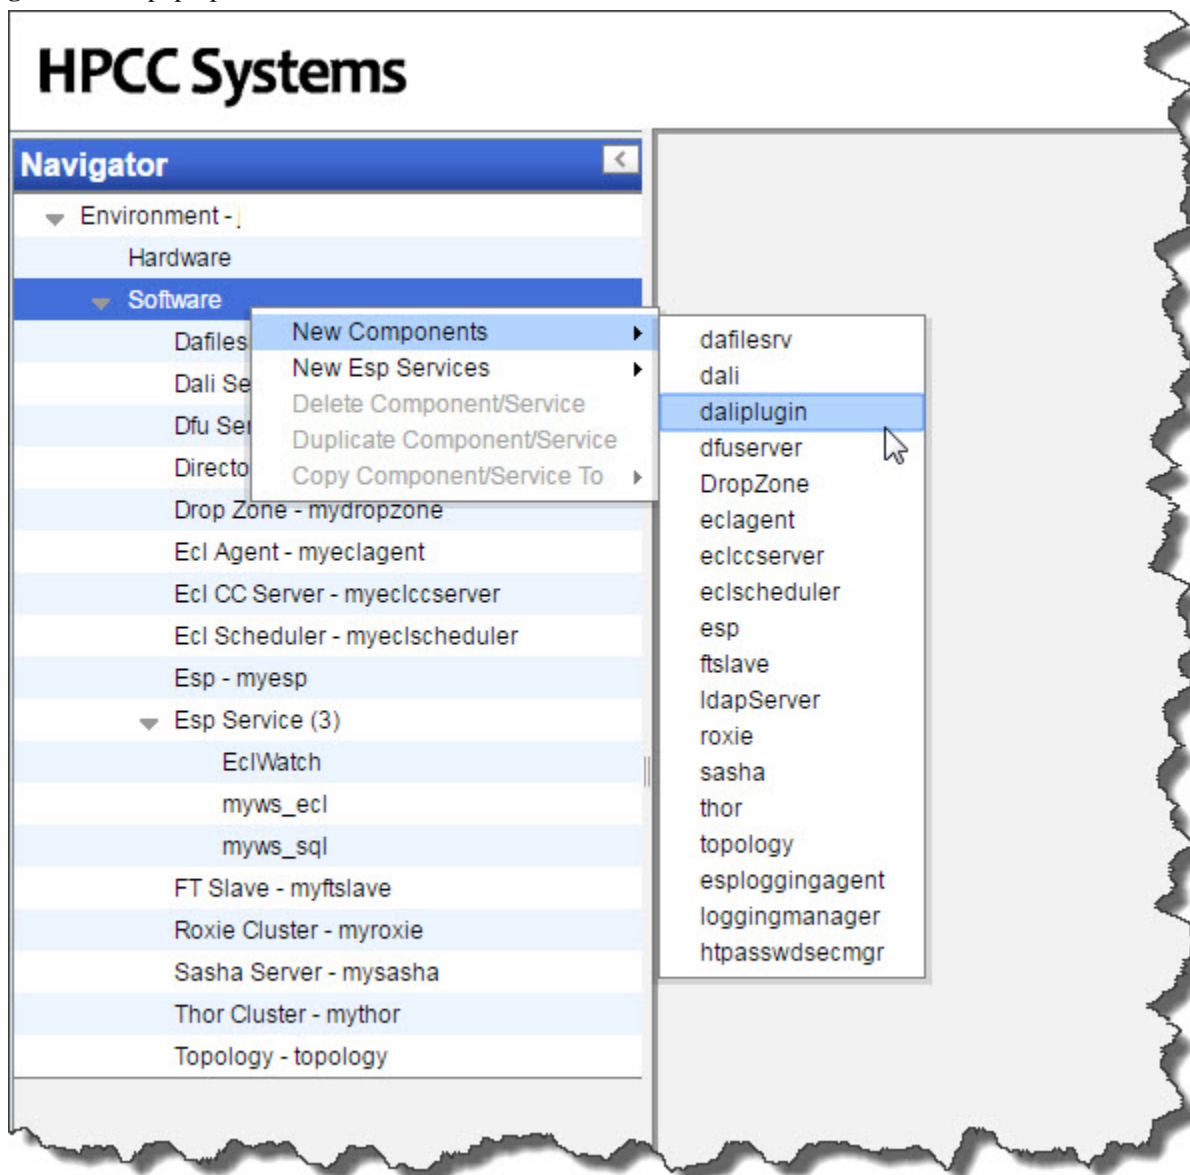 HPCC Systems
Navigator
Environment -
Hardware
Software
New Components
New Esp Services
Delete Component/Service
Duplicate Component/Service
Copy Component/Service To
dafilesrv
dali
daliplugin
dfuserver
DropZone
eclagent
eclccserver
eclscheduler
esp
ftslave
ldapServer
roxie
sasha
thor
topology
esploggingagent
loggingmanager
htpasswdsecmgr
Dafiles
Dali Se
Dfu Ser
Directo
Drop Zone - mydropzone
Ecl Agent - myeclagent
Ecl CC Server - myeclccserver
Ecl Scheduler - myeclscheduler
Esp - myesp
Esp Service (3)
EclWatch
myws_ecl
myws_sql
FT Slave - myftslave
Roxie Cluster - myroxie
Sasha Server - mysasha
Thor Cluster - mythor
Topology - topology